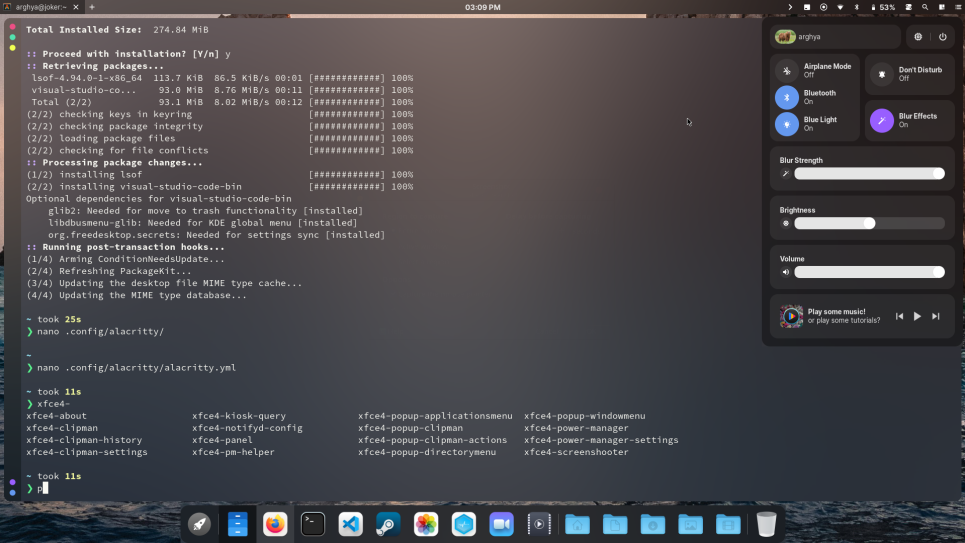 arghya@joker:~
03:09 PM
53%
Total Installed Size:  274.84 MiB
:: Proceed with installation? [Y/n] y
:: Retrieving packages...
lsof-4.94.0-1-x86_64  113.7 KiB  86.5 KiB/s 00:01 [############] 100%
visual-studio-co...  93.0 MiB  8.76 MiB/s 00:11 [############] 100%
Total (2/2)  93.1 MiB  8.02 MiB/s 00:12 [############] 100%
(2/2) checking keys in keyring [############] 100%
(2/2) checking package integrity [############] 100%
(2/2) loading package files [############] 100%
(2/2) checking for file conflicts [############] 100%
:: Processing package changes...
(1/2) installing lsof [############] 100%
(2/2) installing visual-studio-code-bin [############] 100%
Optional dependencies for visual-studio-code-bin
glib2: Needed for move to trash functionality [installed]
libdbusmenu-glib: Needed for KDE global menu [installed]
org.freedesktop.secrets: Needed for settings sync [installed]
:: Running post-transaction hooks...
(1/4) Arming ConditionNeedsUpdate...
(2/4) Refreshing PackageKit...
(3/4) Updating the desktop file MIME type cache...
(4/4) Updating the MIME type database...
~ took 25s
❯ nano .config/alacritty/
~
❯ nano .config/alacritty/alacritty.yml
~ took 11s
❯ xfce4-
xfce4-about  xfce4-kiosk-query  xfce4-popup-applicationsmenu  xfce4-popup-windowmenu
xfce4-clipman  xfce4-notifyd-config  xfce4-popup-clipman  xfce4-power-manager
xfce4-clipman-history  xfce4-panel  xfce4-popup-clipman-actions  xfce4-power-manager-settings
xfce4-clipman-settings  xfce4-pm-helper  xfce4-popup-directorymenu  xfce4-screenshooter
~ took 11s
❯ p
arghya
Airplane Mode
Off
Bluetooth
On
Blue Light
On
Don't Disturb
Off
Blur Effects
On
Blur Strength
Brightness
Volume
Play some music!
or play some tutorials?